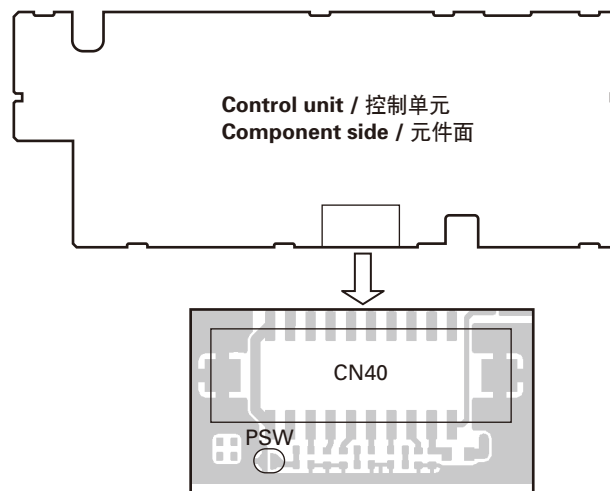 Control unit / 控制单元
Component side / 元件面
CN40
PSW